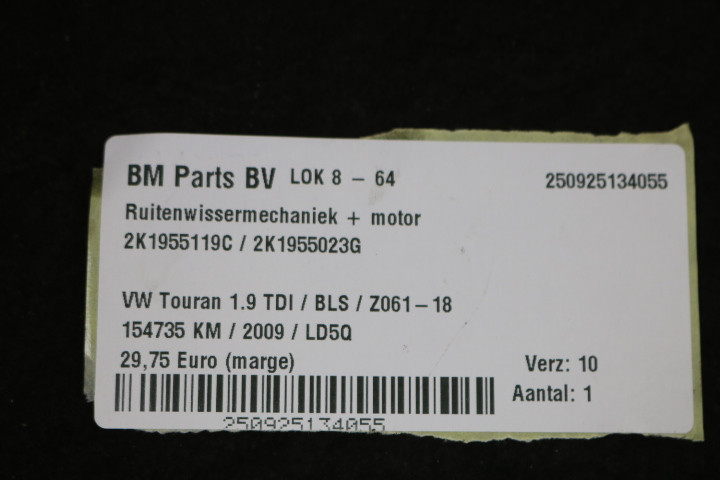 BM Parts BV LOK 8 - 64 250925134055
Ruitenwissermechaniek + motor
2K1955119C / 2K1955023G
VW Touran 1.9 TDI / BLS / Z061-18
154735 KM / 2009 / LD5Q
29,75 Euro (marge) Verz: 10
Aantal: 1
250925134055